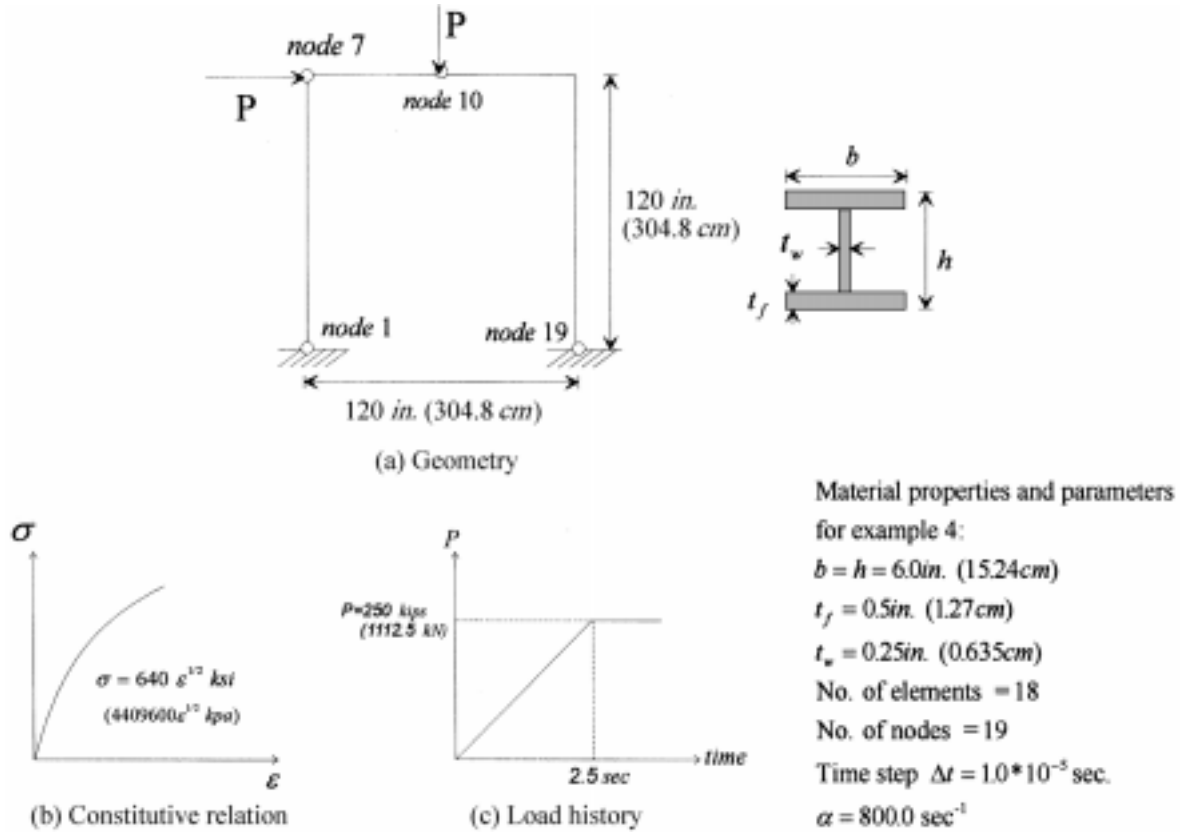 P
node 7
P
node 10
120 in.
(304.8 cm)
node 1
node 19
120 in. (304.8 cm)
(a) Geometry
b
t_w
h
t_f
σ
σ = 640 ε^{1/2} ksi
(4409600ε^{1/2} kpa)
ε
(b) Constitutive relation
P
P=250 kips
(1112.5 kN)
time
2.5 sec
(c) Load history
Material properties and parameters
for example 4:
b = h = 6.0in. (15.24cm)
t_f = 0.5in. (1.27cm)
t_w = 0.25in. (0.635cm)
No. of elements = 18
No. of nodes = 19
Time step Δt = 1.0*10^{-5} sec.
α = 800.0 sec^{-1}